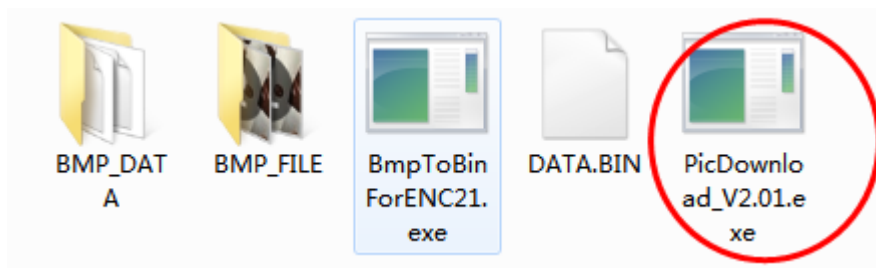 BMP_DAT
A
BMP_FILE
BmpToBin
ForENC21.
exe
DATA.BIN
PicDownlo
ad_V2.01.e
xe